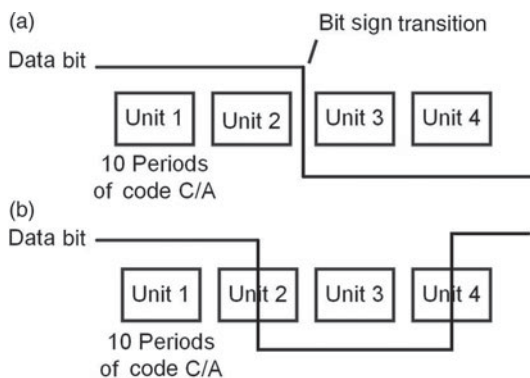 (a)
Bit sign transition
Data bit
Unit 1 Unit 2 Unit 3 Unit 4
10 Periods
of code C/A
(b)
Data bit
Unit 1 Unit 2 Unit 3 Unit 4
10 Periods
of code C/A